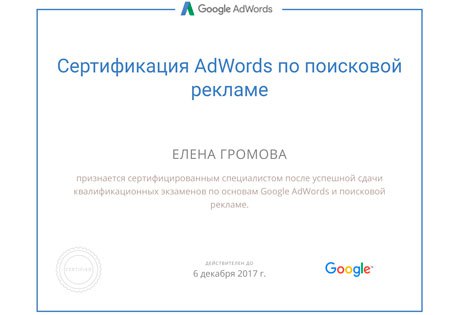 Google AdWords
Сертификация AdWords по поисковой
рекламе
ЕЛЕНА ГРОМОВА
признается сертифицированным специалистом после успешной сдачи
квалификационных экзаменов по основам Google AdWords и поисковой
рекламе.
CERTIFIED
ДЕЙСТВИТЕЛЕН ДО
6 декабря 2017 г.
Google